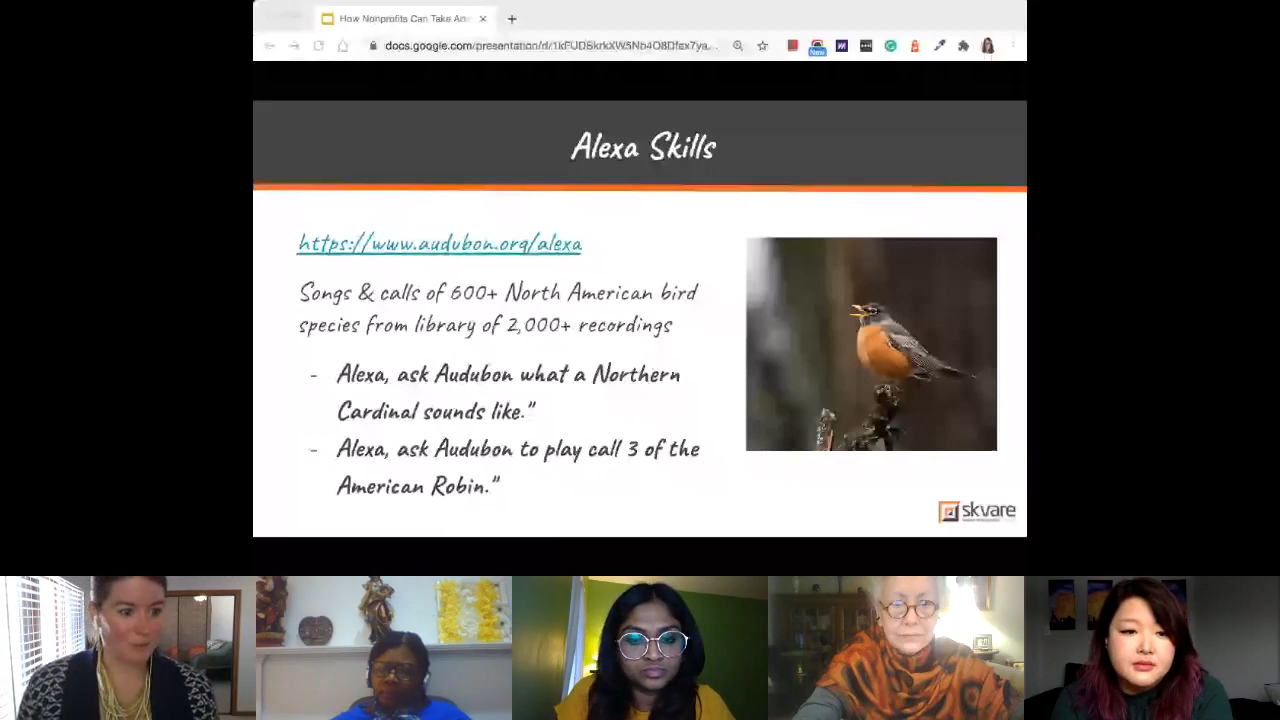 How Nonprofits Can Take Adv
docs.google.com/presentation/d/
New
Alexa Skills
https://www.audubon.org/alexa
Songs & calls of 600+ North American bird
species from library of 2,000+ recordings
- Alexa, ask Audubon what a Northern
Cardinal sounds like."
- Alexa, ask Audubon to play call 3 of the
American Robin."
skvare